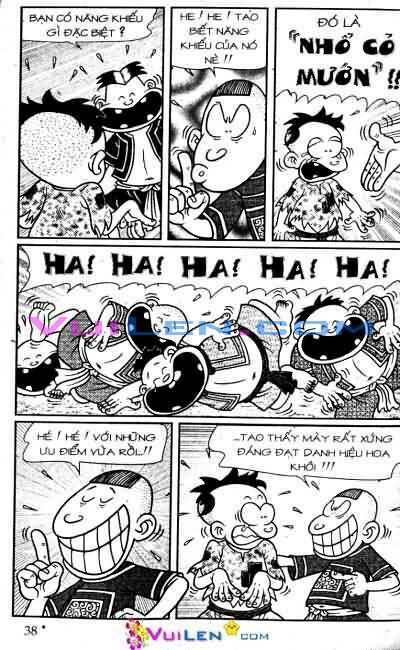 BẠN CÓ NĂNG KHIẾU
GÌ ĐẶC BIỆT ?
HE ! HE ! TAO
BIẾT NĂNG
KHIẾU CỦA NÓ
NÈ !!
ĐÓ LÀ
"NHỔ CỎ
MƯỚN" !!
HA! HA! HA! HA! HA!
VUILEN.COM
HÉ ! HÉ ! VỚI NHỮNG
ƯU ĐIỂM VỪA RỒI..!!
...TAO THẤY MÀY RẤT XỨNG
ĐÁNG ĐẠT DANH HIỆU HOA
KHÔI !!!
38
VUILEN.COM